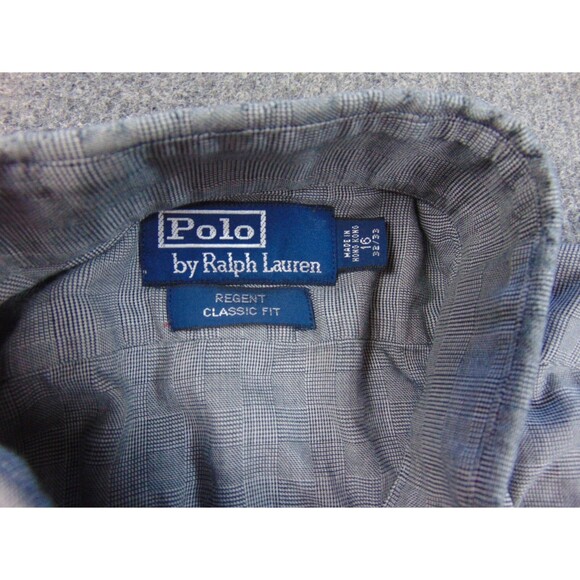 Polo
by Ralph Lauren
REGENT
CLASSIC FIT
MADE IN
HONG KONG
16
32/33